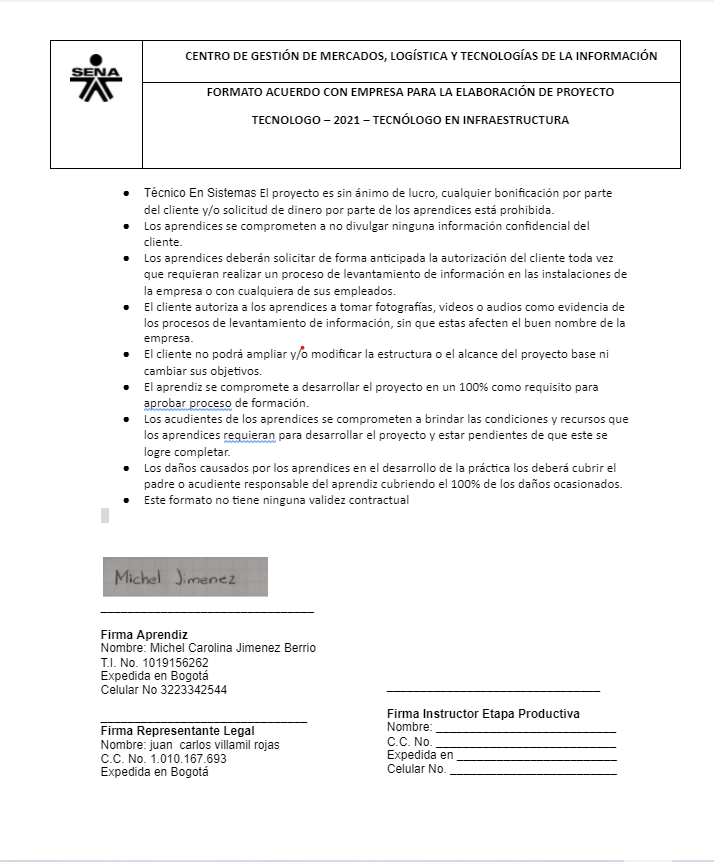 SENA
CENTRO DE GESTIÓN DE MERCADOS, LOGÍSTICA Y TECNOLOGÍAS DE LA INFORMACIÓN
FORMATO ACUERDO CON EMPRESA PARA LA ELABORACIÓN DE PROYECTO
TECNOLOGO – 2021 – TECNÓLOGO EN INFRAESTRUCTURA
● Técnico En Sistemas El proyecto es sin ánimo de lucro, cualquier bonificación por parte
del cliente y/o solicitud de dinero por parte de los aprendices está prohibida.
● Los aprendices se comprometen a no divulgar ninguna información confidencial del
cliente.
● Los aprendices deberán solicitar de forma anticipada la autorización del cliente toda vez
que requieran realizar un proceso de levantamiento de información en las instalaciones de
la empresa o con cualquiera de sus empleados.
● El cliente autoriza a los aprendices a tomar fotografías, videos o audios como evidencia de
los procesos de levantamiento de información, sin que estas afecten el buen nombre de la
empresa.
● El cliente no podrá ampliar y/o modificar la estructura o el alcance del proyecto base ni
cambiar sus objetivos.
● El aprendiz se compromete a desarrollar el proyecto en un 100% como requisito para
aprobar proceso de formación.
● Los acudientes de los aprendices se comprometen a brindar las condiciones y recursos que
los aprendices requieran para desarrollar el proyecto y estar pendientes de que este se
logre completar.
● Los daños causados por los aprendices en el desarrollo de la práctica los deberá cubrir el
padre o acudiente responsable del aprendiz cubriendo el 100% de los daños ocasionados.
● Este formato no tiene ninguna validez contractual
Michel Jimenez
Firma Aprendiz
Nombre: Michel Carolina Jimenez Berrio
T.I. No. 1019156262
Expedida en Bogotá
Celular No 3223342544
Firma Representante Legal
Nombre: juan carlos villamil rojas
C.C. No. 1.010.167.693
Expedida en Bogotá
Firma Instructor Etapa Productiva
Nombre: ___________________________
C.C. No. ___________________________
Expedida en ________________________
Celular No. _________________________